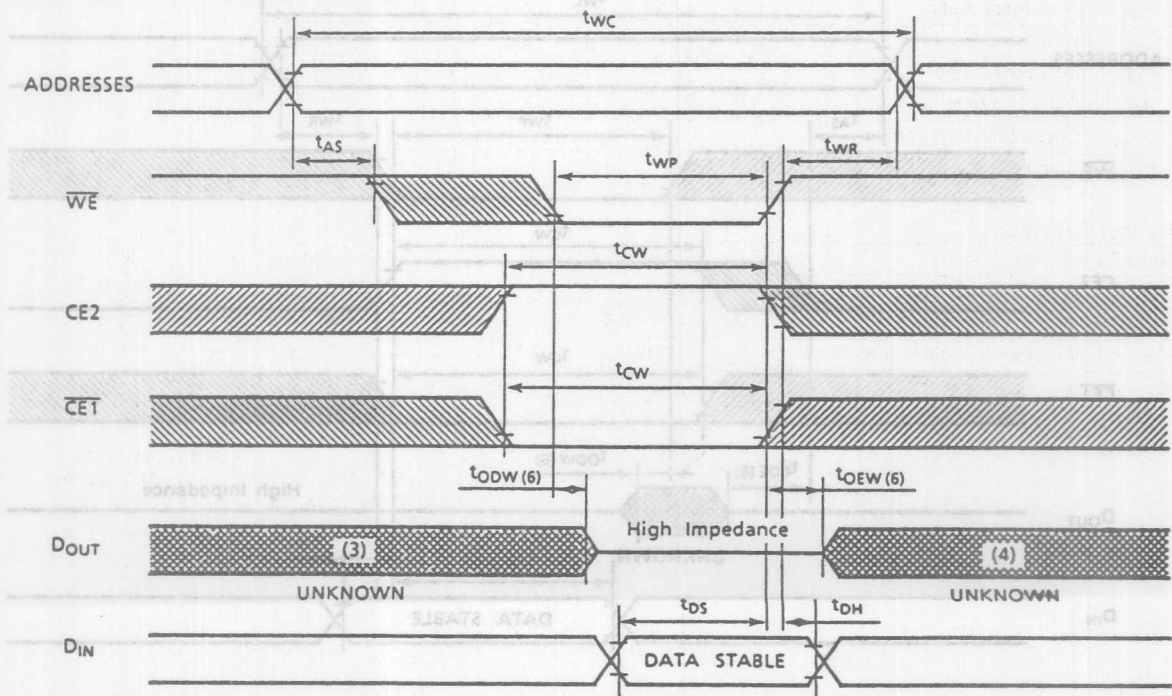 tWC
ADDRESSES
tAS
tWP
tWR
WE
tCW
CE2
tCW
CE1
tODW (6)
tOEW (6)
High Impedance
DOUT
(3)
(4)
UNKNOWN
UNKNOWN
tDS
tDH
DIN
DATA STABLE